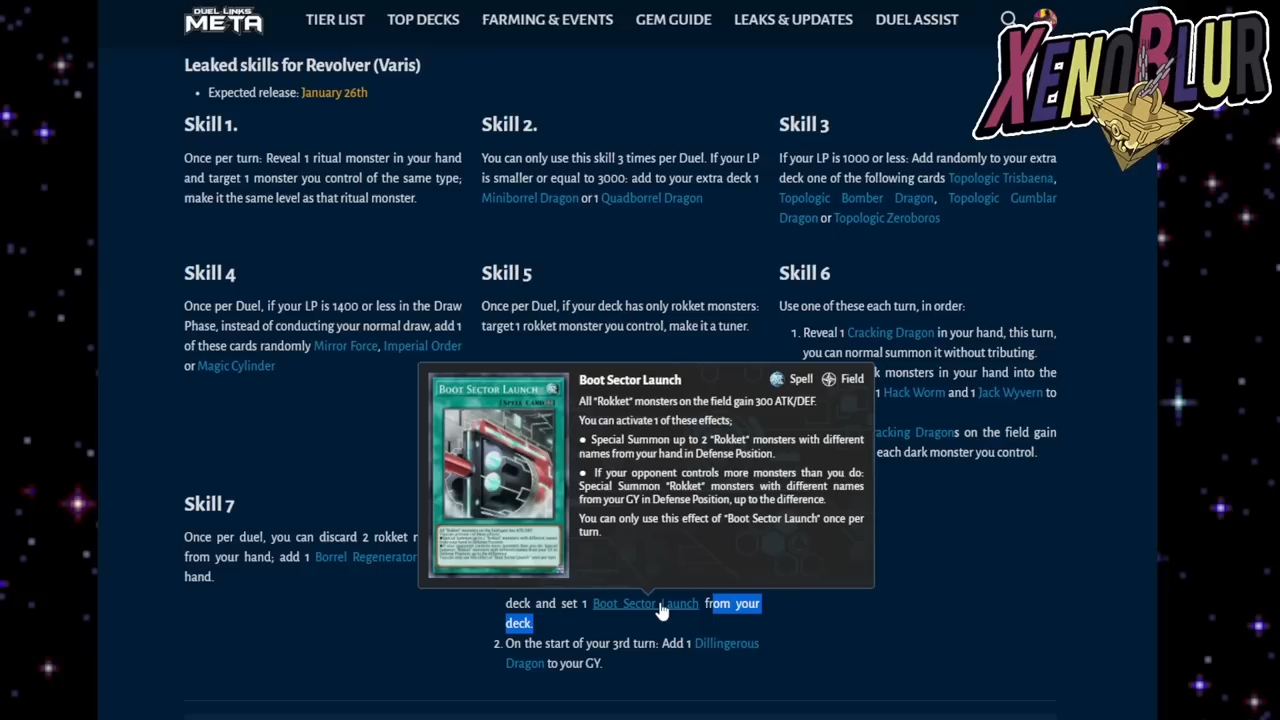 DUEL LINKS
META
TIER LIST
TOP DECKS
FARMING & EVENTS
GEM GUIDE
LEAKS & UPDATES
DUEL ASSIST
XENOBLUR
Leaked skills for Revolver (Varis)
• Expected release: January 26th
Skill 1.
Once per turn: Reveal 1 ritual monster in your hand
and target 1 monster you control of the same type;
make it the same level as that ritual monster.
Skill 2.
You can only use this skill 3 times per Duel. If your LP
is smaller or equal to 3000: add to your extra deck 1
Miniborrel Dragon or 1 Quadborrel Dragon
Skill 3
If your LP is 1000 or less: Add randomly to your extra
deck one of the following cards Topologic Trisbaena,
Topologic Bomber Dragon, Topologic Gumblar
Dragon or Topologic Zeroboros
Skill 4
Once per Duel, if your LP is 1400 or less in the Draw
Phase, instead of conducting your normal draw, add 1
of these cards randomly Mirror Force, Imperial Order
or Magic Cylinder
Skill 5
Once per Duel, if your deck has only rokket monsters:
target 1 rokket monster you control, make it a tuner.
Skill 6
Use one of these each turn, in order:
1. Reveal 1 Cracking Dragon in your hand, this turn,
you can normal summon it without tributing.
k monsters in your hand into the
1 Hack Worm and 1 Jack Wyvern to
acking Dragons on the field gain
each dark monster you control.
BOOT SECTOR LAUNCH
[SPELL CARD]
Boot Sector Launch
Spell
Field
All "Rokket" monsters on the field gain 300 ATK/DEF.
You can activate 1 of these effects;
● Special Summon up to 2 "Rokket" monsters with different
names from your hand in Defense Position.
● If your opponent controls more monsters than you do:
Special Summon "Rokket" monsters with different names
from your GY in Defense Position, up to the difference.
You can only use this effect of "Boot Sector Launch" once per
turn.
Skill 7
Once per duel, you can discard 2 rokket m
from your hand; add 1 Borrel Regenerator
hand.
deck and set 1 Boot Sector Launch from your
deck.
2. On the start of your 3rd turn: Add 1 Dillingerous
Dragon to your GY.